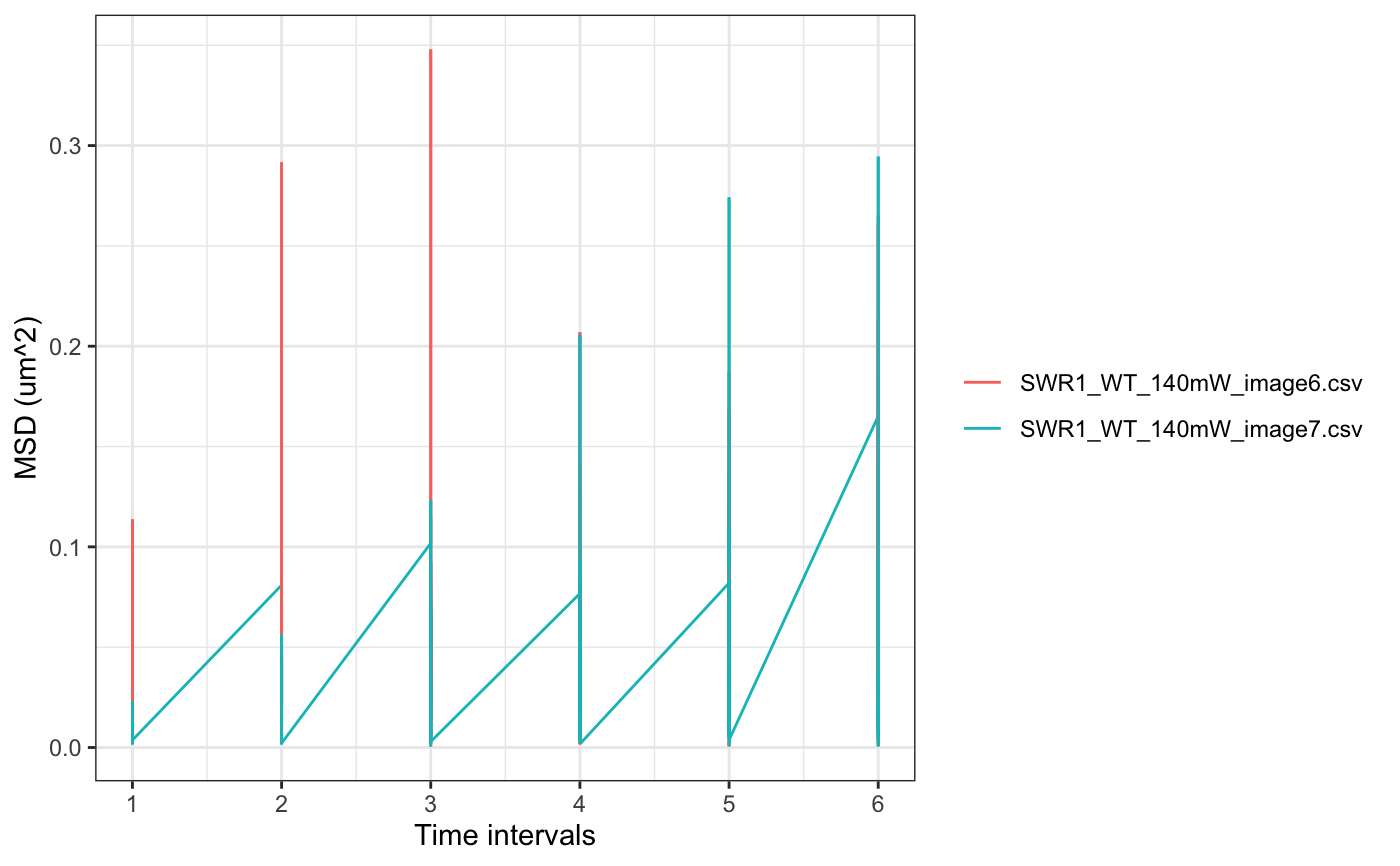 0.3
0.2
0.1
0.0
MSD (um^2)
1 2 3 4 5 6
Time intervals
SWR1_WT_140mW_image6.csv
SWR1_WT_140mW_image7.csv